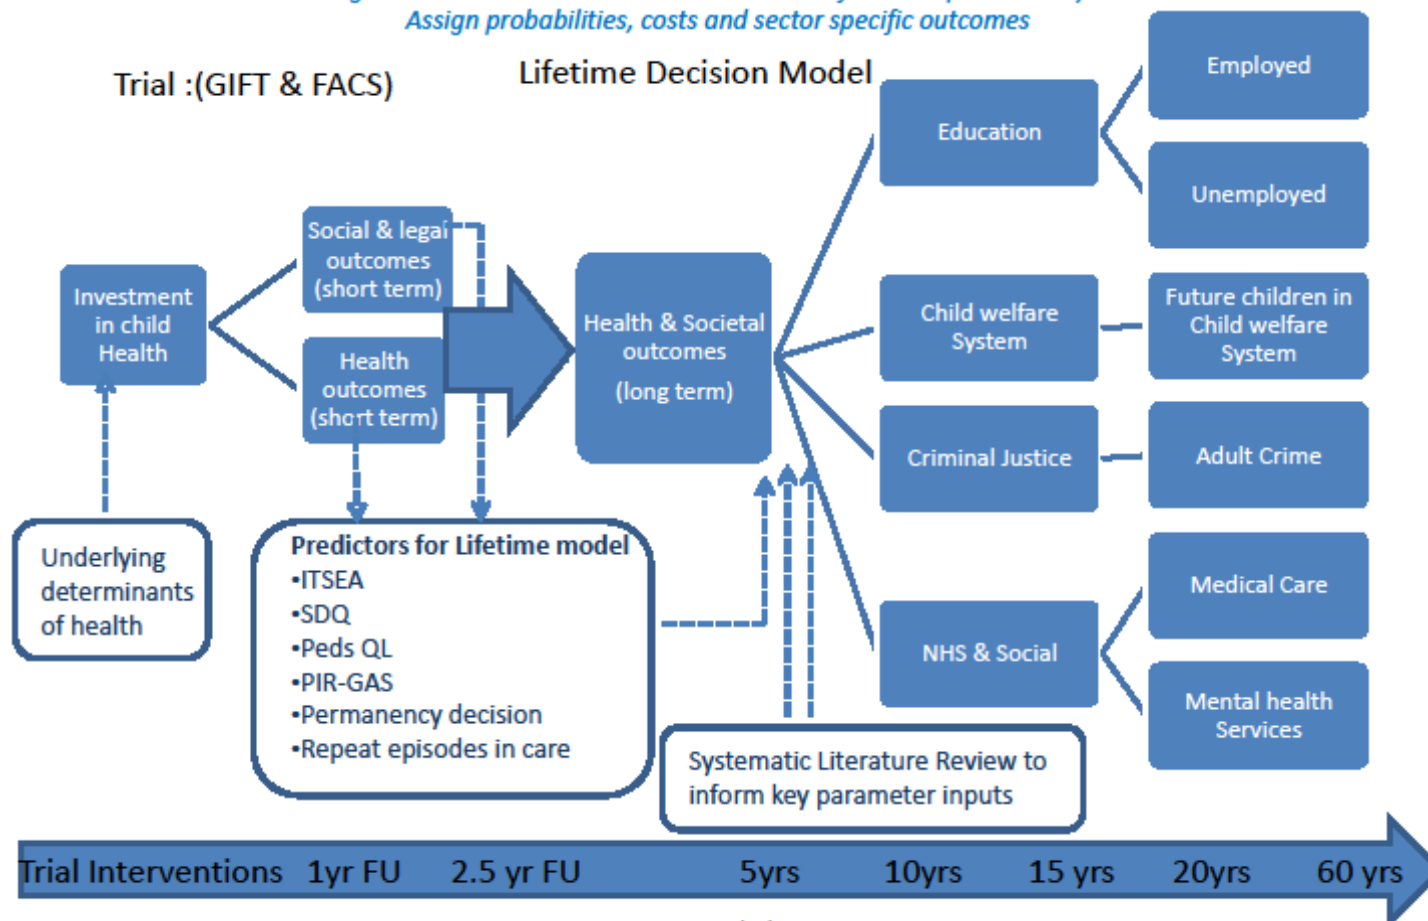 Assign probabilities, costs and sector specific outcomes
Trial :(GIFT & FACS)
Lifetime Decision Model
Investment
in child
Health
Social & legal
outcomes
(short term)
Health
outcomes
(short term)
Health & Societal
outcomes
(long term)
Education
Employed
Unemployed
Child welfare
System
Future children in
Child welfare
System
Criminal Justice
Adult Crime
NHS & Social
Medical Care
Mental health
Services
Underlying
determinants
of health
Predictors for Lifetime model
•ITSEA
•SDQ
•Peds QL
•PIR-GAS
•Permanency decision
•Repeat episodes in care
Systematic Literature Review to
inform key parameter inputs
Trial Interventions 1yr FU 2.5 yr FU 5yrs 10yrs 15 yrs 20yrs 60 yrs